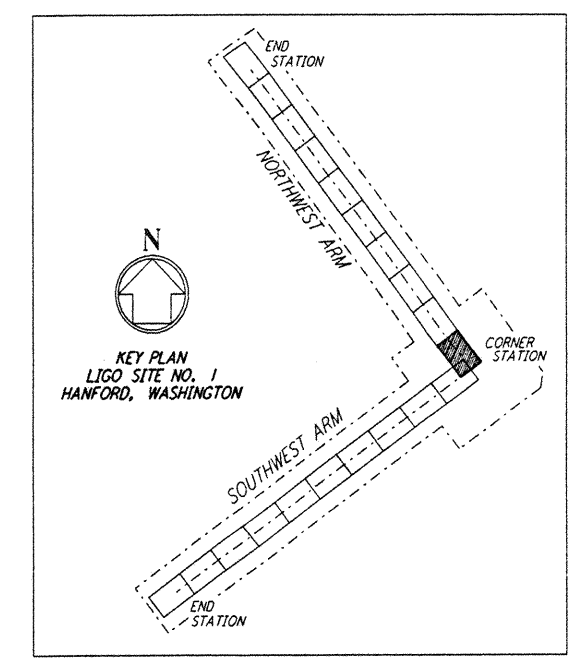 END
STATION
NORTHWEST ARM
N
CORNER
STATION
KEY PLAN
LIGO SITE NO. 1
HANFORD, WASHINGTON
SOUTHWEST ARM
END
STATION